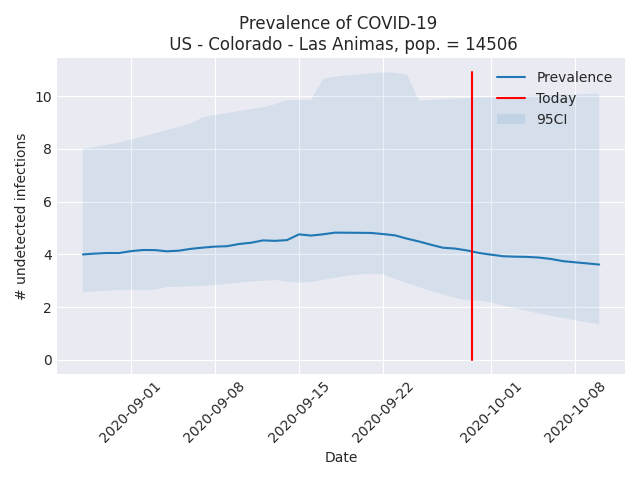 Prevalence of COVID-19
US - Colorado - Las Animas, pop. = 14506
Prevalence
Today
95CI
# undetected infections
10
8
6
4
2
0
2020-09-01
2020-09-08
2020-09-15
2020-09-22
2020-10-01
2020-10-08
Date